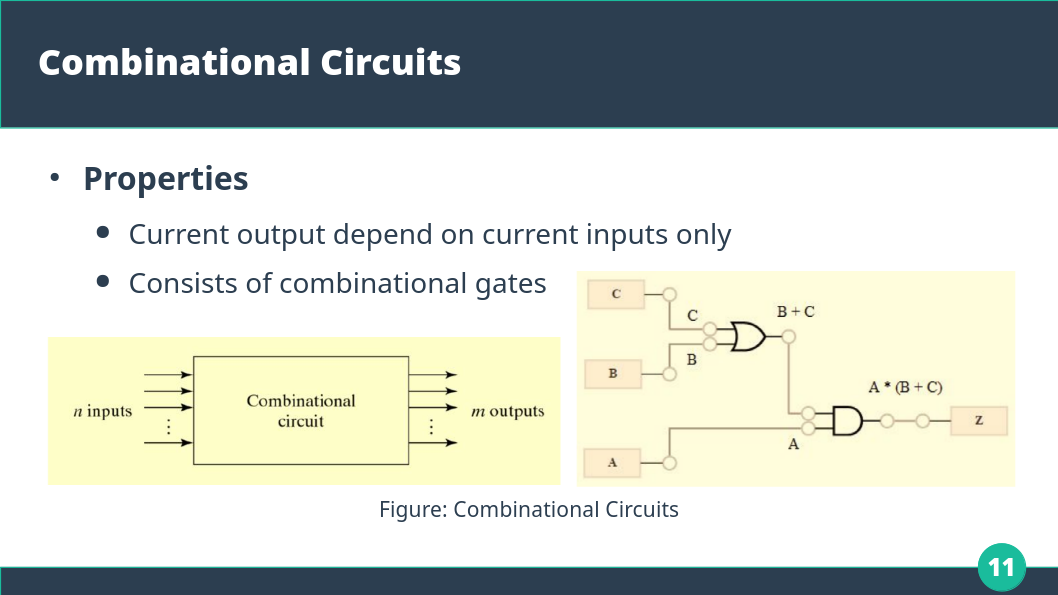 Combinational Circuits
• Properties
● Current output depend on current inputs only
● Consists of combinational gates
n inputs
Combinational
circuit
m outputs
C
C
B + C
B
B
A * (B + C)
Z
A
A
Figure: Combinational Circuits
11